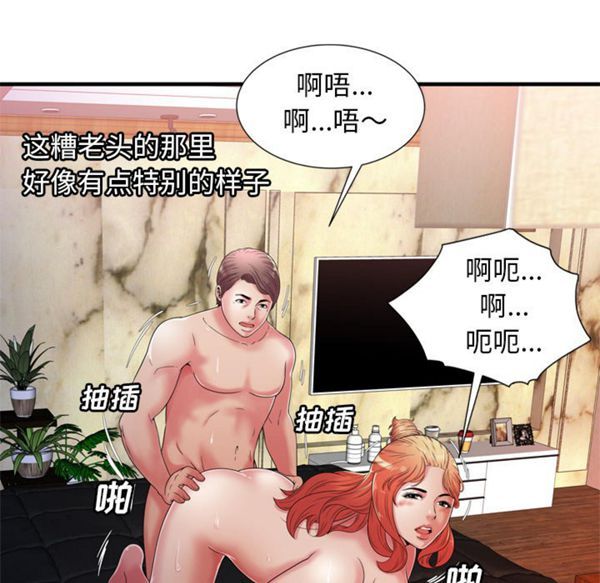 啊唔...
啊...唔～
这糟老头的那里
好像有点特别的样子
啊呃...
啊...
呃呃...
抽插
抽插
啪
啪